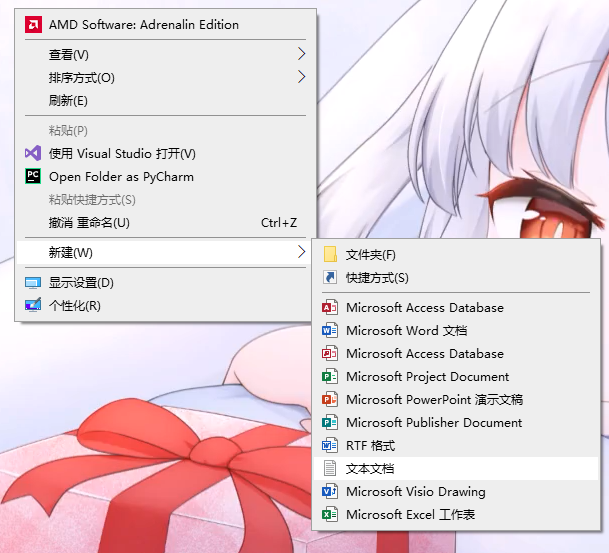 AMD Software: Adrenalin Edition
查看(V)
排序方式(O)
刷新(E)
粘贴(P)
使用 Visual Studio 打开(V)
Open Folder as PyCharm
粘贴快捷方式(S)
撤消 重命名(U) Ctrl+Z
新建(W)
显示设置(D)
个性化(R)
文件夹(F)
快捷方式(S)
Microsoft Access Database
Microsoft Word 文档
Microsoft Access Database
Microsoft Project Document
Microsoft PowerPoint 演示文稿
Microsoft Publisher Document
RTF 格式
文本文档
Microsoft Visio Drawing
Microsoft Excel 工作表